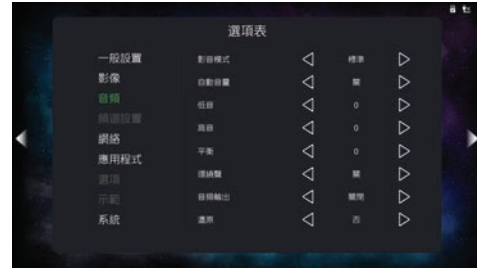 選項表
一般設置
影像
音頻
頻道設置
網絡
應用程式
選項
示範
系統
影音模式 標準
自動音量 關
低音 0
高音 0
平衡 0
環繞聲 關
音頻輸出 關閉
還原 否